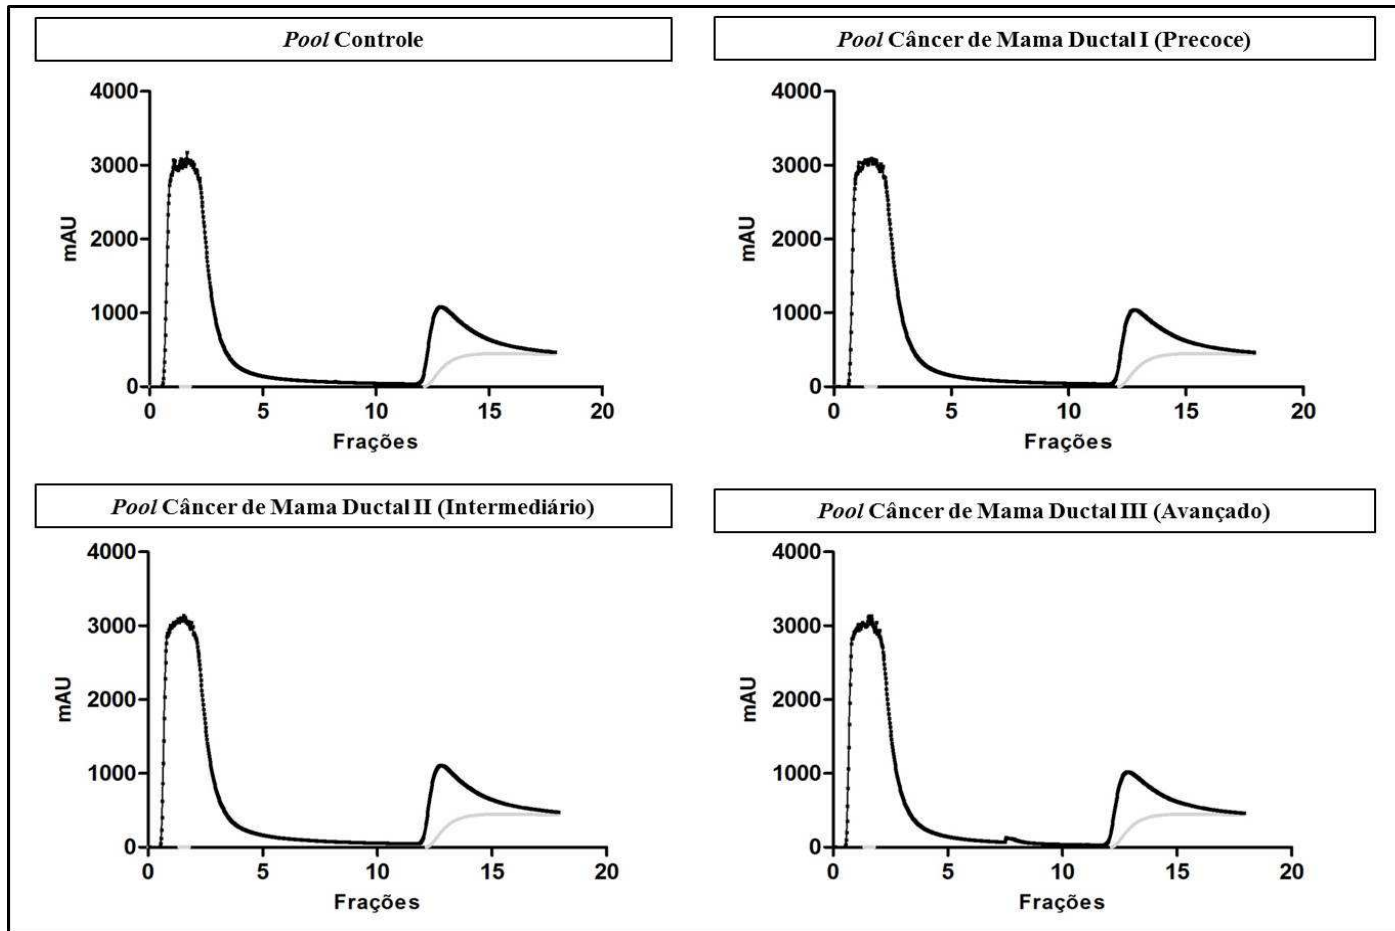 Pool Controle
4000
3000
2000
1000
0
mAU
0 5 10 15 20
Frações
Pool Câncer de Mama Ductal I (Precoce)
4000
3000
2000
1000
0
mAU
0 5 10 15 20
Frações
Pool Câncer de Mama Ductal II (Intermediário)
4000
3000
2000
1000
0
mAU
0 5 10 15 20
Frações
Pool Câncer de Mama Ductal III (Avançado)
4000
3000
2000
1000
0
mAU
0 5 10 15 20
Frações